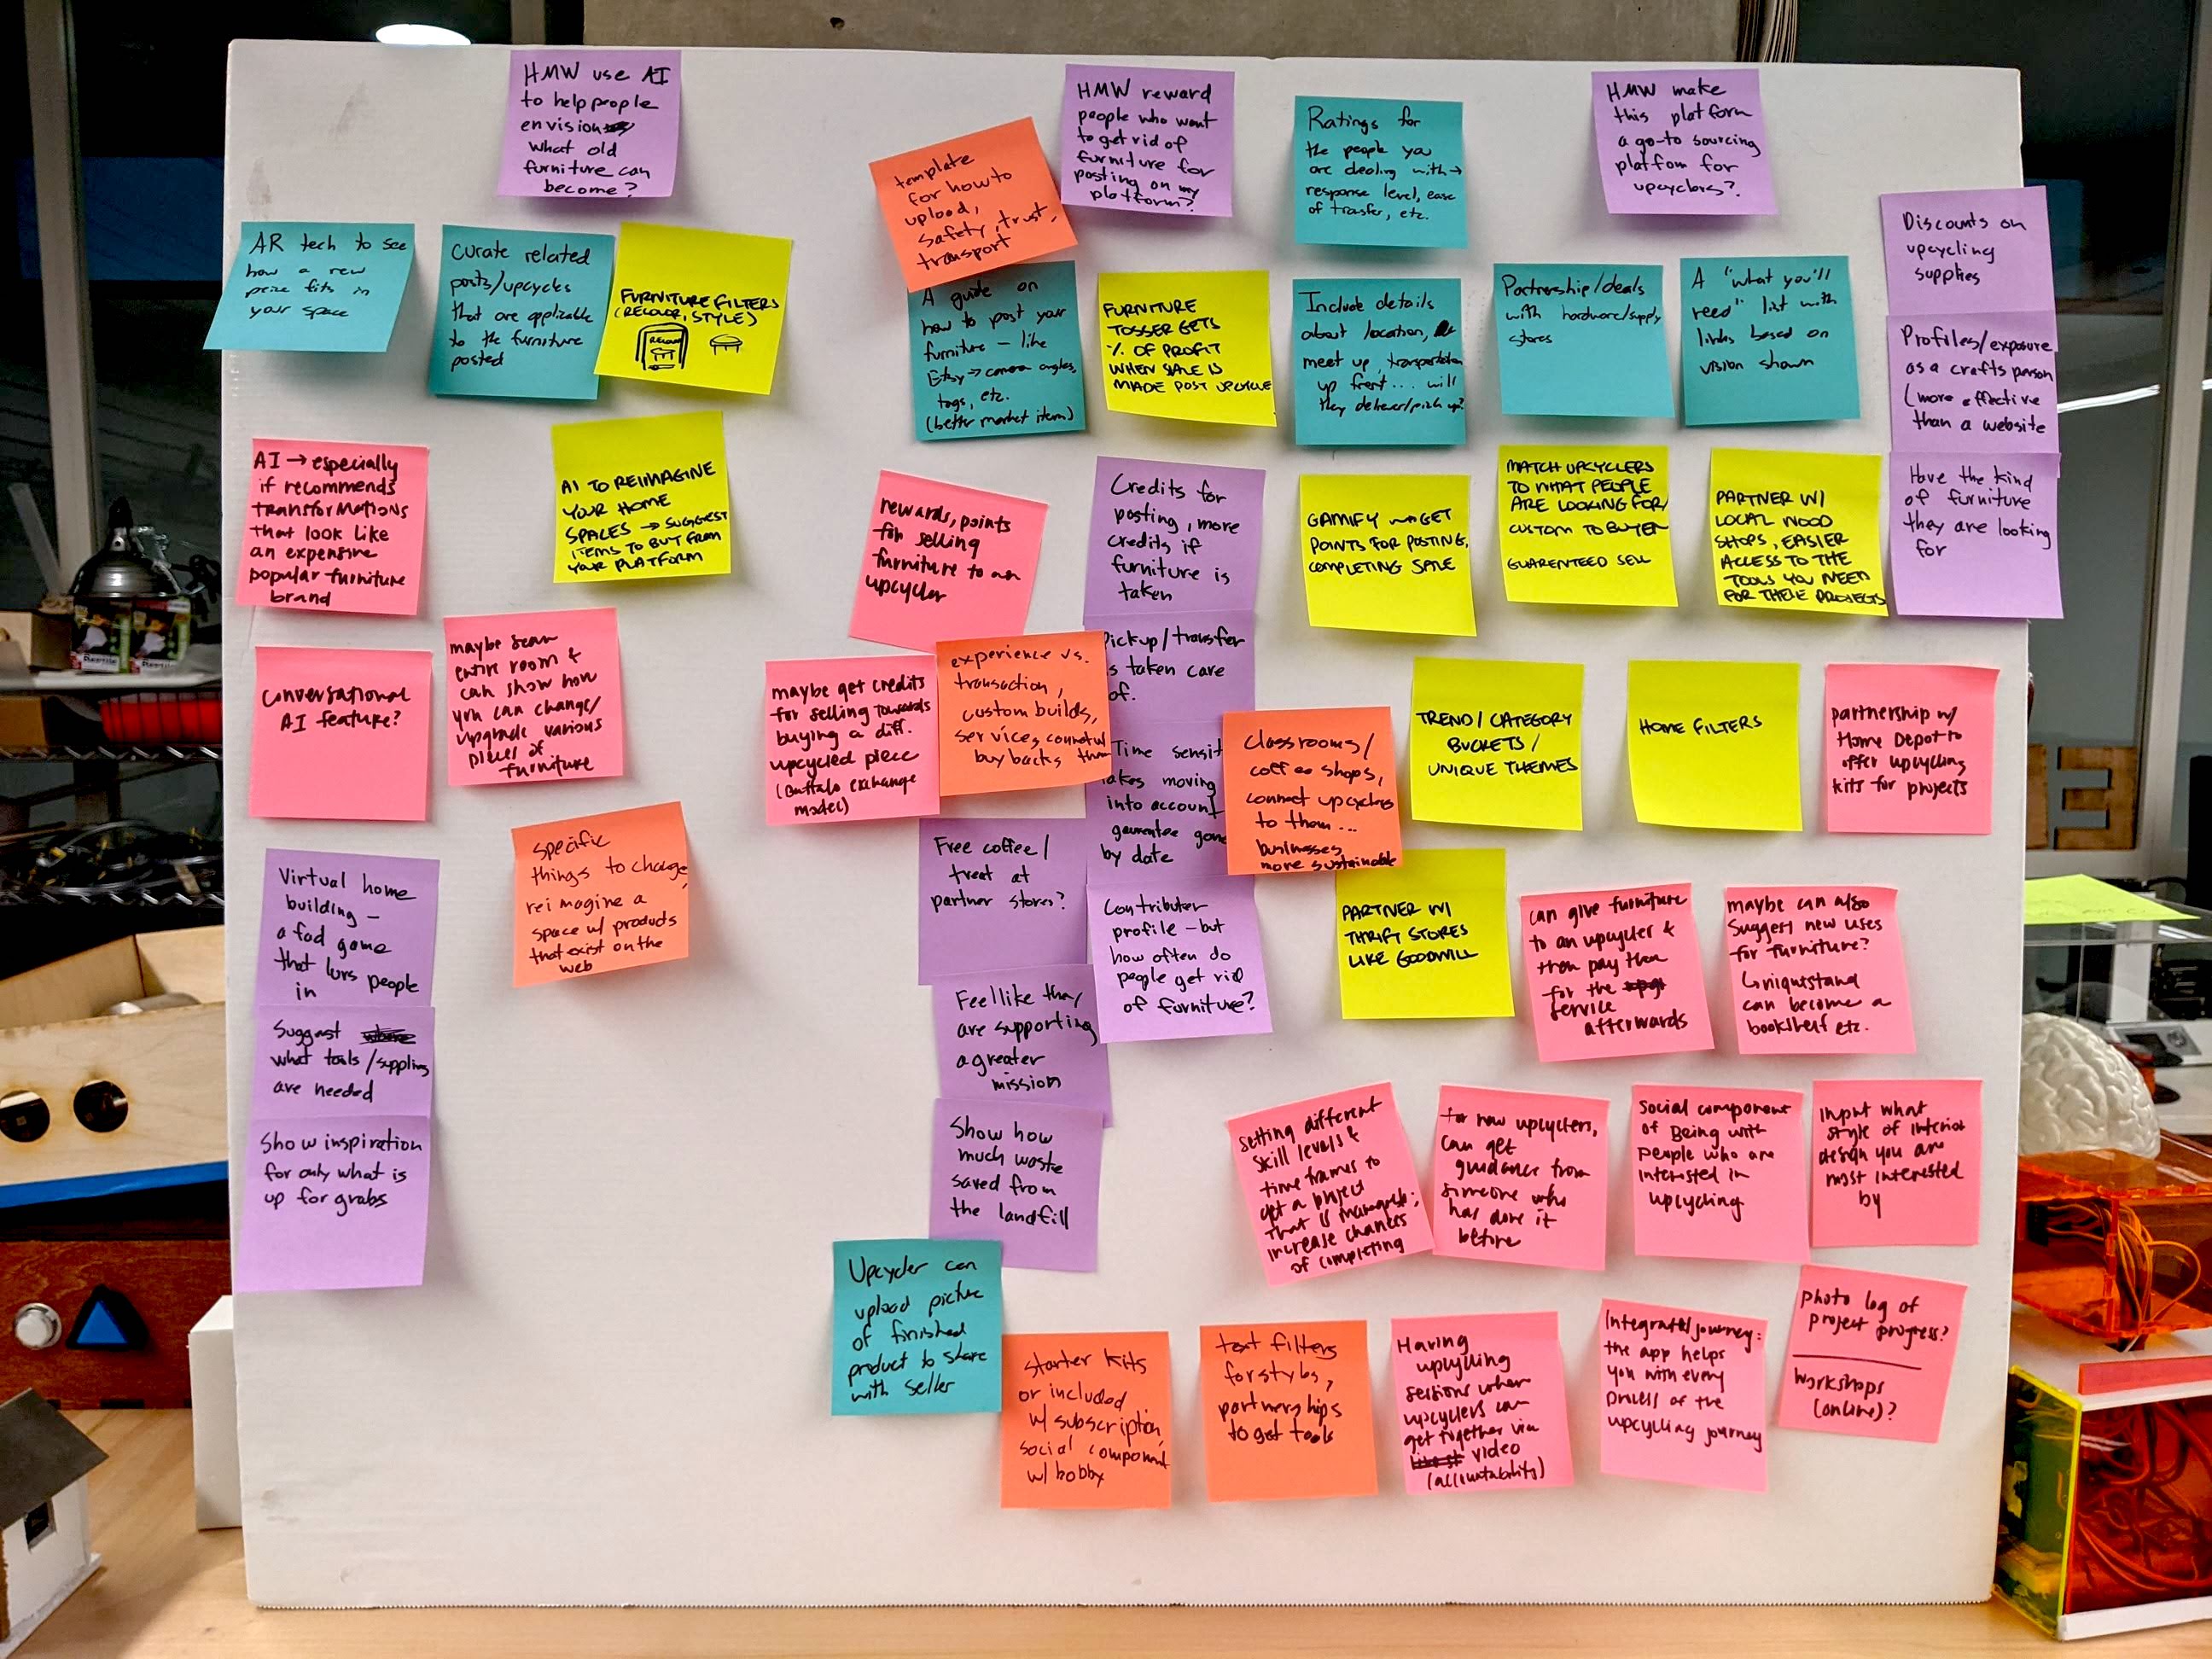 HMW use AI
to help people
envision
what old
furniture can
become?
HMW reward
people who want
to get rid of
furniture for
posting on my
platform?
HMW make
this platform
a go-to sourcing
platform for
upcyclers?
template
for how to
upload,
safety, trust,
transport
Ratings for
the people you
are dealing with →
response level, ease
of transfer, etc.
Discounts on
upcycling
supplies
AR tech to see
how a new
fits in
your space
Curate related
posts/upcycles
that are applicable
to the furniture
posted
FURNITURE FILTERS
(RECOLOR, STYLE)
A guide on
how to post your
furniture - like
Etsy → camera angles,
tags, etc.
(better market item)
FURNITURE
TOSSER GETS
% OF PROFIT
WHEN SALE IS
MADE POST UPCYCLE
Include details
about location,
meet up, transportation
up front.... will
they deliver/pick up?
Partnership/deals
with hardware/supply
stores
A "what you'll
need" list with
links based on
vision shown
Profiles/exposure
as a crafts person
(more effective
than a website
AI → especially
if recommends
transformations
that look like
an expensive
popular furniture
brand
AI TO REIMAGINE
YOUR HOME
SPACES → SUGGEST
ITEMS TO BUY FROM
YOUR PLATFORM
rewards, points
for selling
furniture to an
upcycler
Credits for
posting, more
credits if
furniture is
taken
GAMIFY GET
POINTS FOR POSTING,
COMPLETING SALE
MATCH UPCYCLERS
TO WHAT PEOPLE
ARE LOOKING FOR/
CUSTOM TO BUYER
GUARENTEED SELL
PARTNER W/
LOCAL WOOD
SHOPS, EASIER
ACCESS TO THE
TOOLS YOU NEED
FOR THESE PROJECTS
Have the kind
of furniture
they are looking
for
conversational
AI feature?
maybe scan
entire room &
can show how
you can change/
upgrade various
pieces of
furniture
maybe get credits
for selling towards
buying a diff.
upcycled piece
(Buffalo exchange
model)
experience vs.
transaction,
custom builds,
services,
buy backs
Pickup/transfer
is taken care
of.
Time sensit
takes moving
into account
gaurentee gone
by date
Classrooms/
coffee shops,
connect upcyclers
to them...
businesses
more sustainable
TREND/CATEGORY
BUCKETS/
UNIQUE THEMES
HOME FILTERS
partnership w/
Home Depot to
offer upcycling
kits for projects
Virtual home
building -
a fad game
that lurs people
in
specific
things to change,
reimagine a
space w/ products
that exist on the
web
Free coffee/
treat at
partner stores?
Contributer
profile - but
how often do
people get rid
of furniture?
PARTNER W/
THRIFT STORES
LIKE GOODWILL
can give furniture
to an upcycler &
then pay them
for the
service
afterwards
maybe can also
suggest new uses
for furniture?
can become a
bookshelf etc.
Suggest
what tools/supplies
are needed
Feel like they
are supporting
a greater
mission
Show inspiration
for only what is
up for grabs
Show how
much waste
saved from
the landfill
setting different
skill levels &
time frames to
get a project
that is
increase chances
of completing
for new upcyclers,
can get
guidance from
someone who
has done it
before
Social component
of Being with
people who are
interested in
upcycling
Input what
style of interior
design you are
most interested
by
Upcycler can
upload picture
of finished
product to share
with seller
starter kits
or included
w/ subscription,
social component
w/ hobby
text filters
for styles,
partnerships
to get tools
Having
upcycling
sessions where
upcyclers can
get together via
video
(accountability)
Integrated journey:
the app helps
you with every
process of the
upcycling journey
photo log of
project progress?
workshops
(online)?